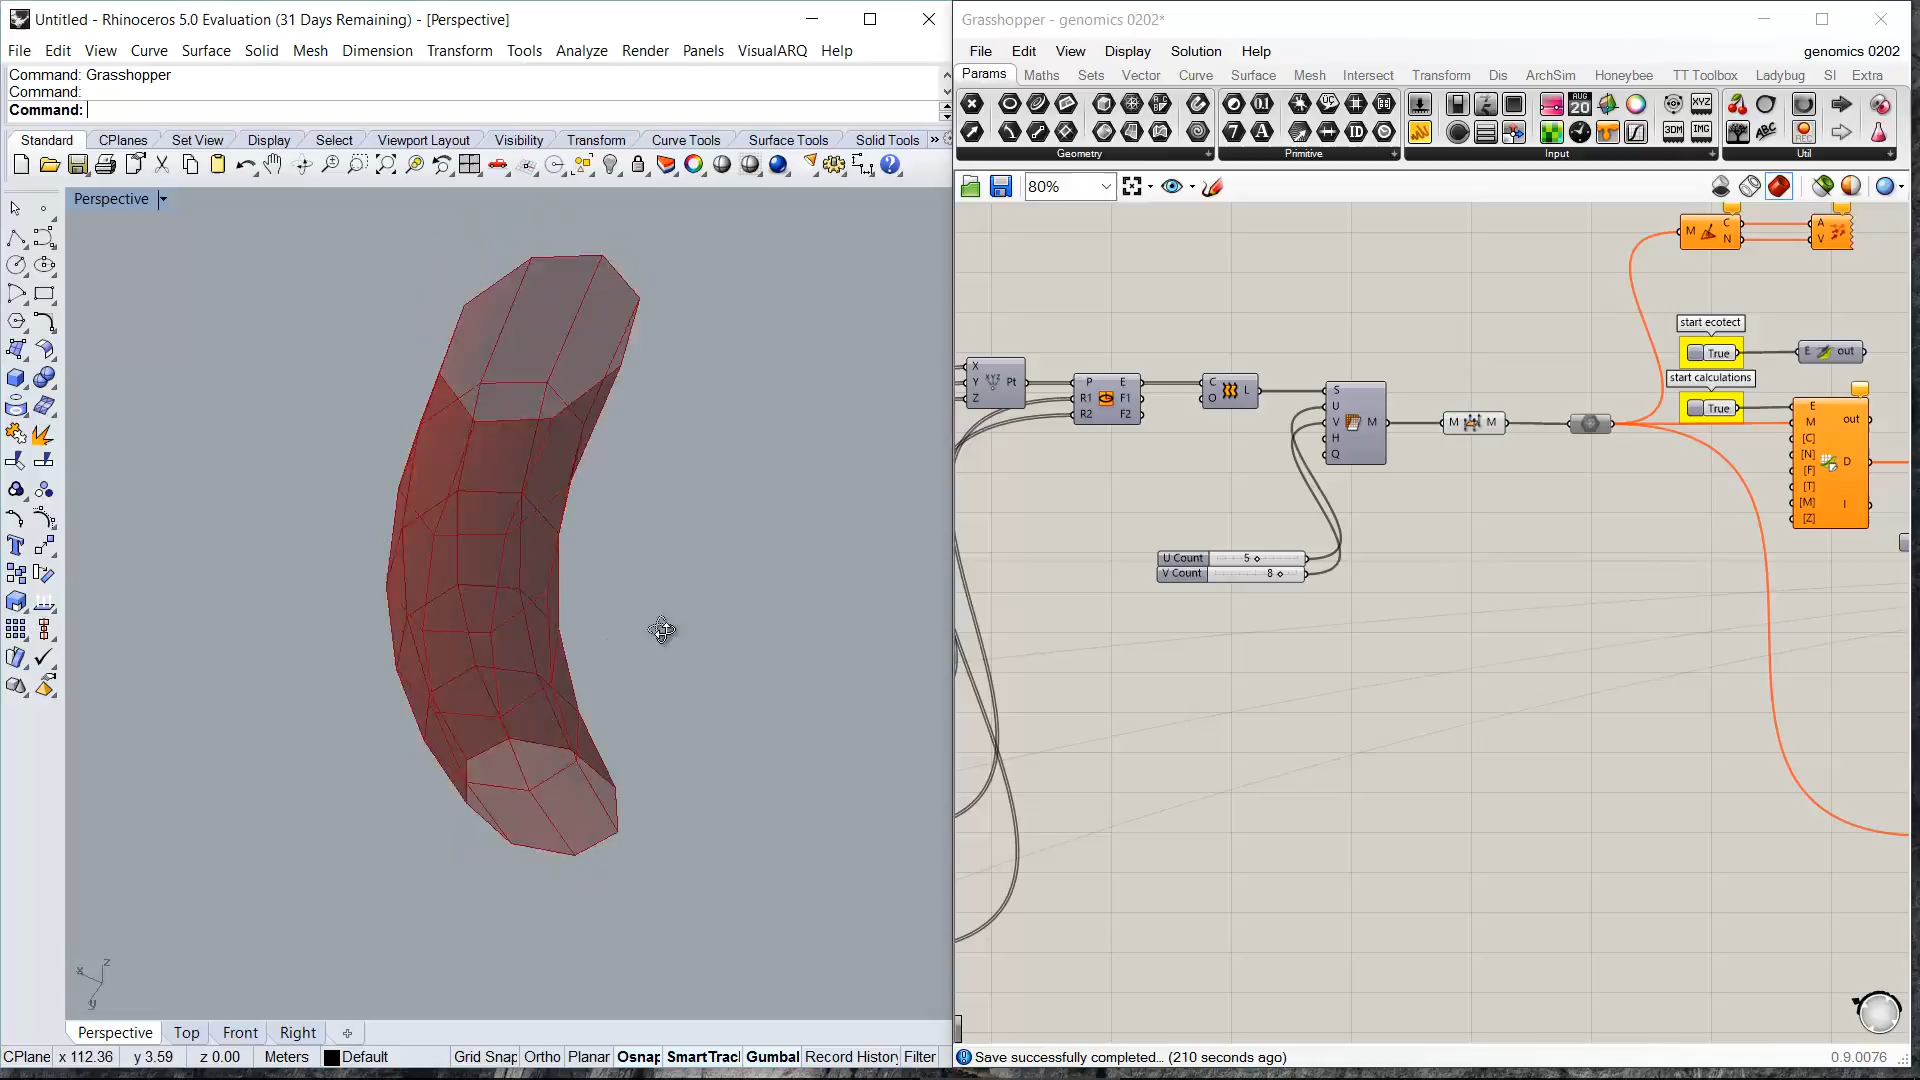 Untitled - Rhinoceros 5.0 Evaluation (31 Days Remaining) - [Perspective]
File Edit View Curve Surface Solid Mesh Dimension Transform Tools Analyze Render Panels VisualARQ Help
Command: Grasshopper
Command:
Command:
Standard CPlanes Set View Display Select Viewport Layout Visibility Transform Curve Tools Surface Tools Solid Tools »
Perspective
x z y
Perspective Top Front Right
CPlane x 112.36 y 3.59 z 0.00 Meters Default Grid Snap Ortho Planar Osnap SmartTrac Gumbal Record History Filter
Grasshopper - genomics 0202*
File Edit View Display Solution Help genomics 0202
Params Maths Sets Vector Curve Surface Mesh Intersect Transform Dis ArchSim Honeybee TT Toolbox Ladybug SI Extra
Geometry Primitive Input Util
80%
M C N
A V
start ecotect
True
E out
start calculations
True
X Y Z Pt
P R1 R2 E F1 F2
C O L
S U V H Q M
M M
E M [C] [N] [F] [T] [M] [Z] out D I
U Count 5
V Count 8
Save successfully completed... (210 seconds ago)
0.9.0076